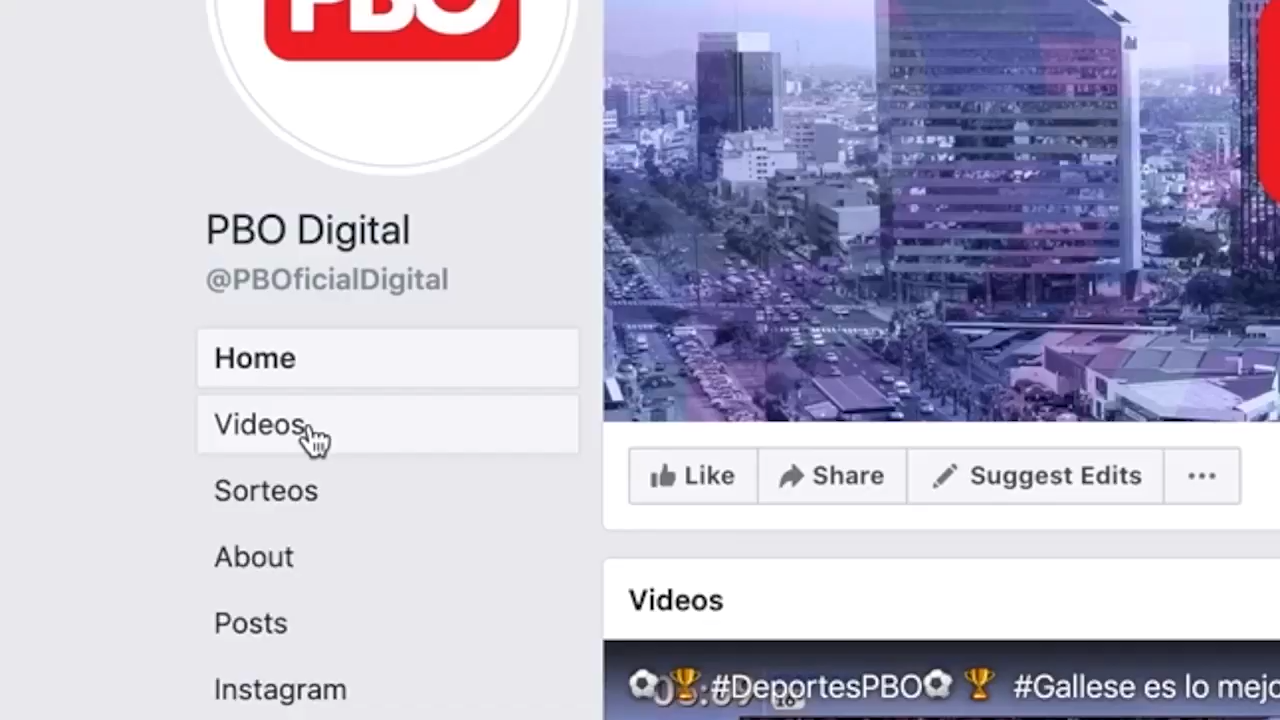 PBO
PBO Digital
@PBOficialDigital
Home
Videos
Sorteos
About
Posts
Instagram
Like
Share
Suggest Edits
Videos
⚽🏆 #DeportesPBO⚽🏆 #Gallese es lo mejo